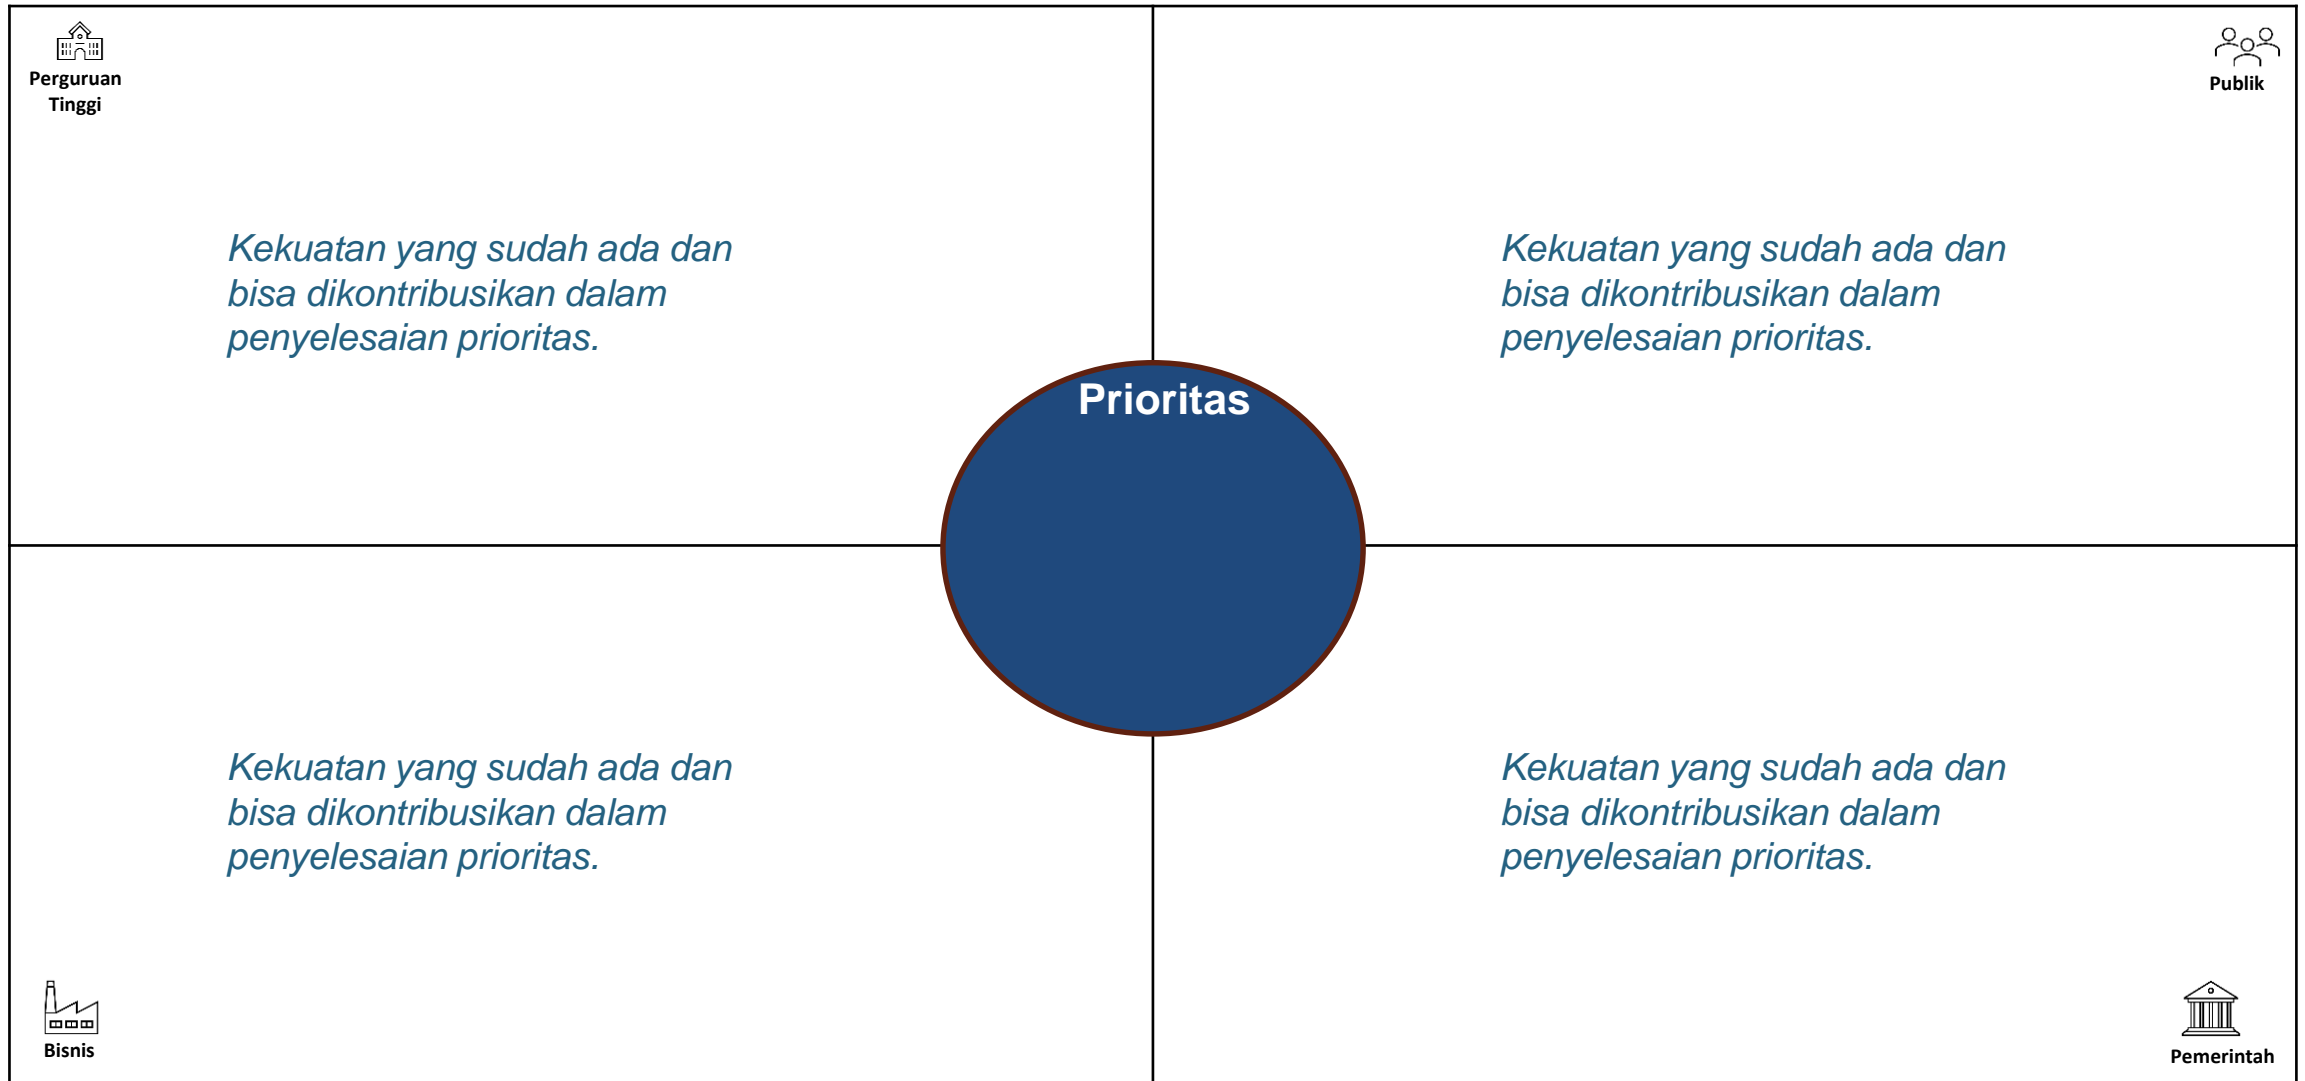 Perguruan
Tinggi
Publik
Kekuatan yang sudah ada dan
bisa dikontribusikan dalam
penyelesaian prioritas.
Kekuatan yang sudah ada dan
bisa dikontribusikan dalam
penyelesaian prioritas.
Prioritas
Kekuatan yang sudah ada dan
bisa dikontribusikan dalam
penyelesaian prioritas.
Kekuatan yang sudah ada dan
bisa dikontribusikan dalam
penyelesaian prioritas.
Bisnis
Pemerintah